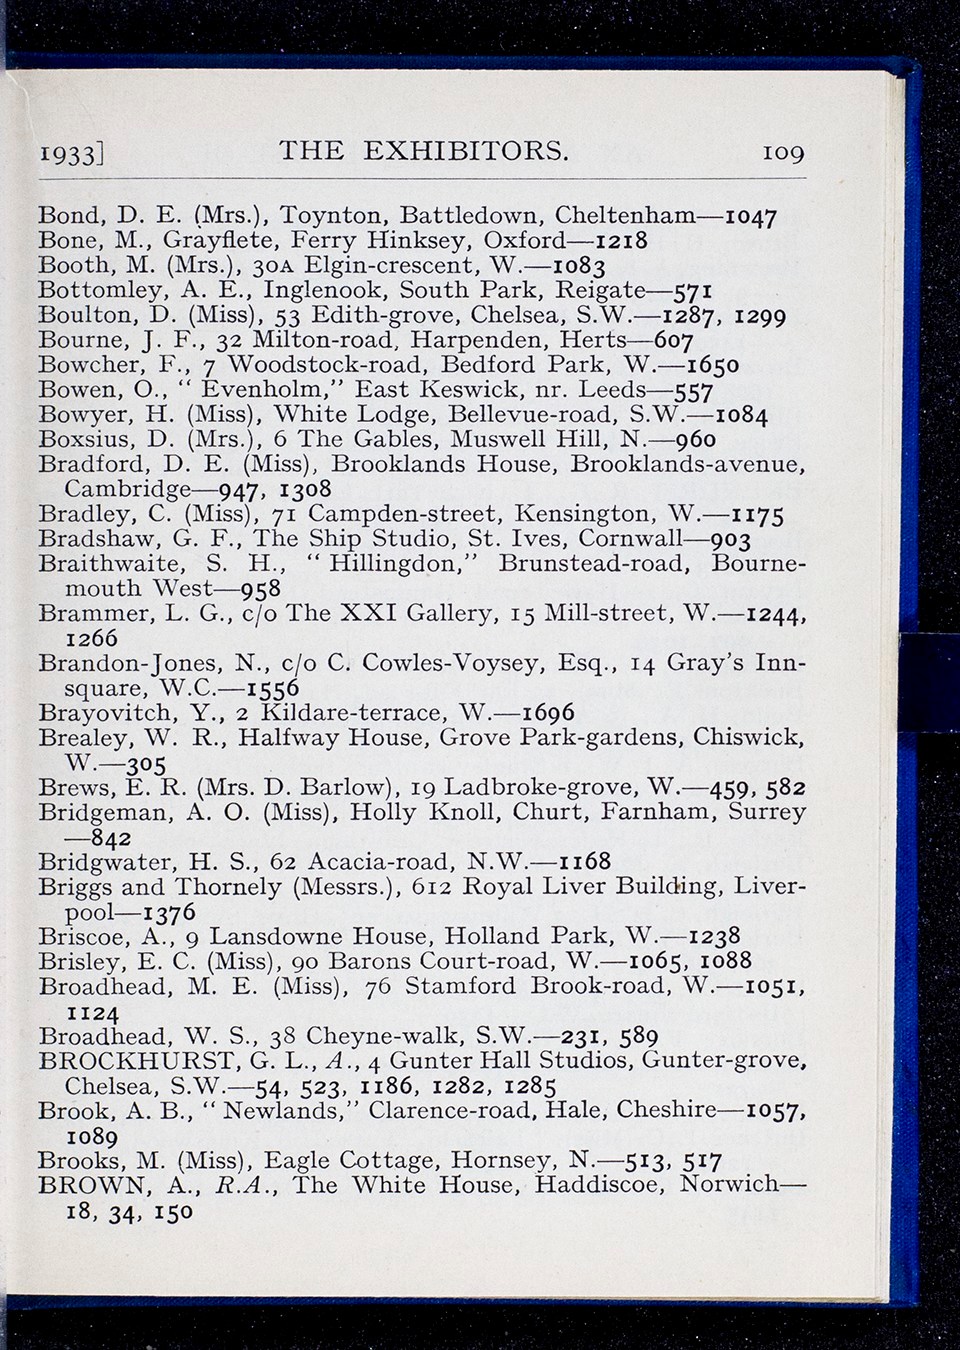 1933] THE EXHIBITORS. 109
Bond, D. E. (Mrs.), Toynton, Battledown, Cheltenham—1047
Bone, M., Grayflete, Ferry Hinksey, Oxford—1218
Booth, M. (Mrs.), 30A Elgin-crescent, W.—1083
Bottomley, A. E., Inglenook, South Park, Reigate—571
Boulton, D. (Miss), 53 Edith-grove, Chelsea, S.W.—1287, 1299
Bourne, J. F., 32 Milton-road, Harpenden, Herts—607
Bowcher, F., 7 Woodstock-road, Bedford Park, W.—1650
Bowen, O., “ Evenholm,” East Keswick, nr. Leeds—557
Bowyer, H. (Miss), White Lodge, Bellevue-road, S.W.—1084
Boxsius, D. (Mrs.), 6 The Gables, Muswell Hill, N.—960
Bradford, D. E. (Miss), Brooklands House, Brooklands-avenue,
Cambridge—947, 1308
Bradley, C. (Miss), 71 Campden-street, Kensington, W.—1175
Bradshaw, G. F., The Ship Studio, St. Ives, Cornwall—903
Braithwaite, S. H., “ Hillingdon,” Brunstead-road, Bourne-
mouth West—958
Brammer, L. G., c/o The XXI Gallery, 15 Mill-street, W.—1244,
1266
Brandon-Jones, N., c/o C. Cowles-Voysey, Esq., 14 Gray’s Inn-
square, W.C.—1556
Brayovitch, Y., 2 Kildare-terrace, W.—1696
Brealey, W. R., Halfway House, Grove Park-gardens, Chiswick,
W.—305
Brews, E. R. (Mrs. D. Barlow), 19 Ladbroke-grove, W.—459, 582
Bridgeman, A. O. (Miss), Holly Knoll, Churt, Farnham, Surrey
—842
Bridgwater, H. S., 62 Acacia-road, N.W.—1168
Briggs and Thornely (Messrs.), 612 Royal Liver Building, Liver-
pool—1376
Briscoe, A., 9 Lansdowne House, Holland Park, W.—1238
Brisley, E. C. (Miss), 90 Barons Court-road, W.—1065, 1088
Broadhead, M. E. (Miss), 76 Stamford Brook-road, W.—1051,
1124
Broadhead, W. S., 38 Cheyne-walk, S.W.—231, 589
BROCKHURST, G. L., A., 4 Gunter Hall Studios, Gunter-grove,
Chelsea, S.W.—54, 523, 1186, 1282, 1285
Brook, A. B., “ Newlands,” Clarence-road, Hale, Cheshire—1057,
1089
Brooks, M. (Miss), Eagle Cottage, Hornsey, N.—513, 517
BROWN, A., R.A., The White House, Haddiscoe, Norwich—
18, 34, 150